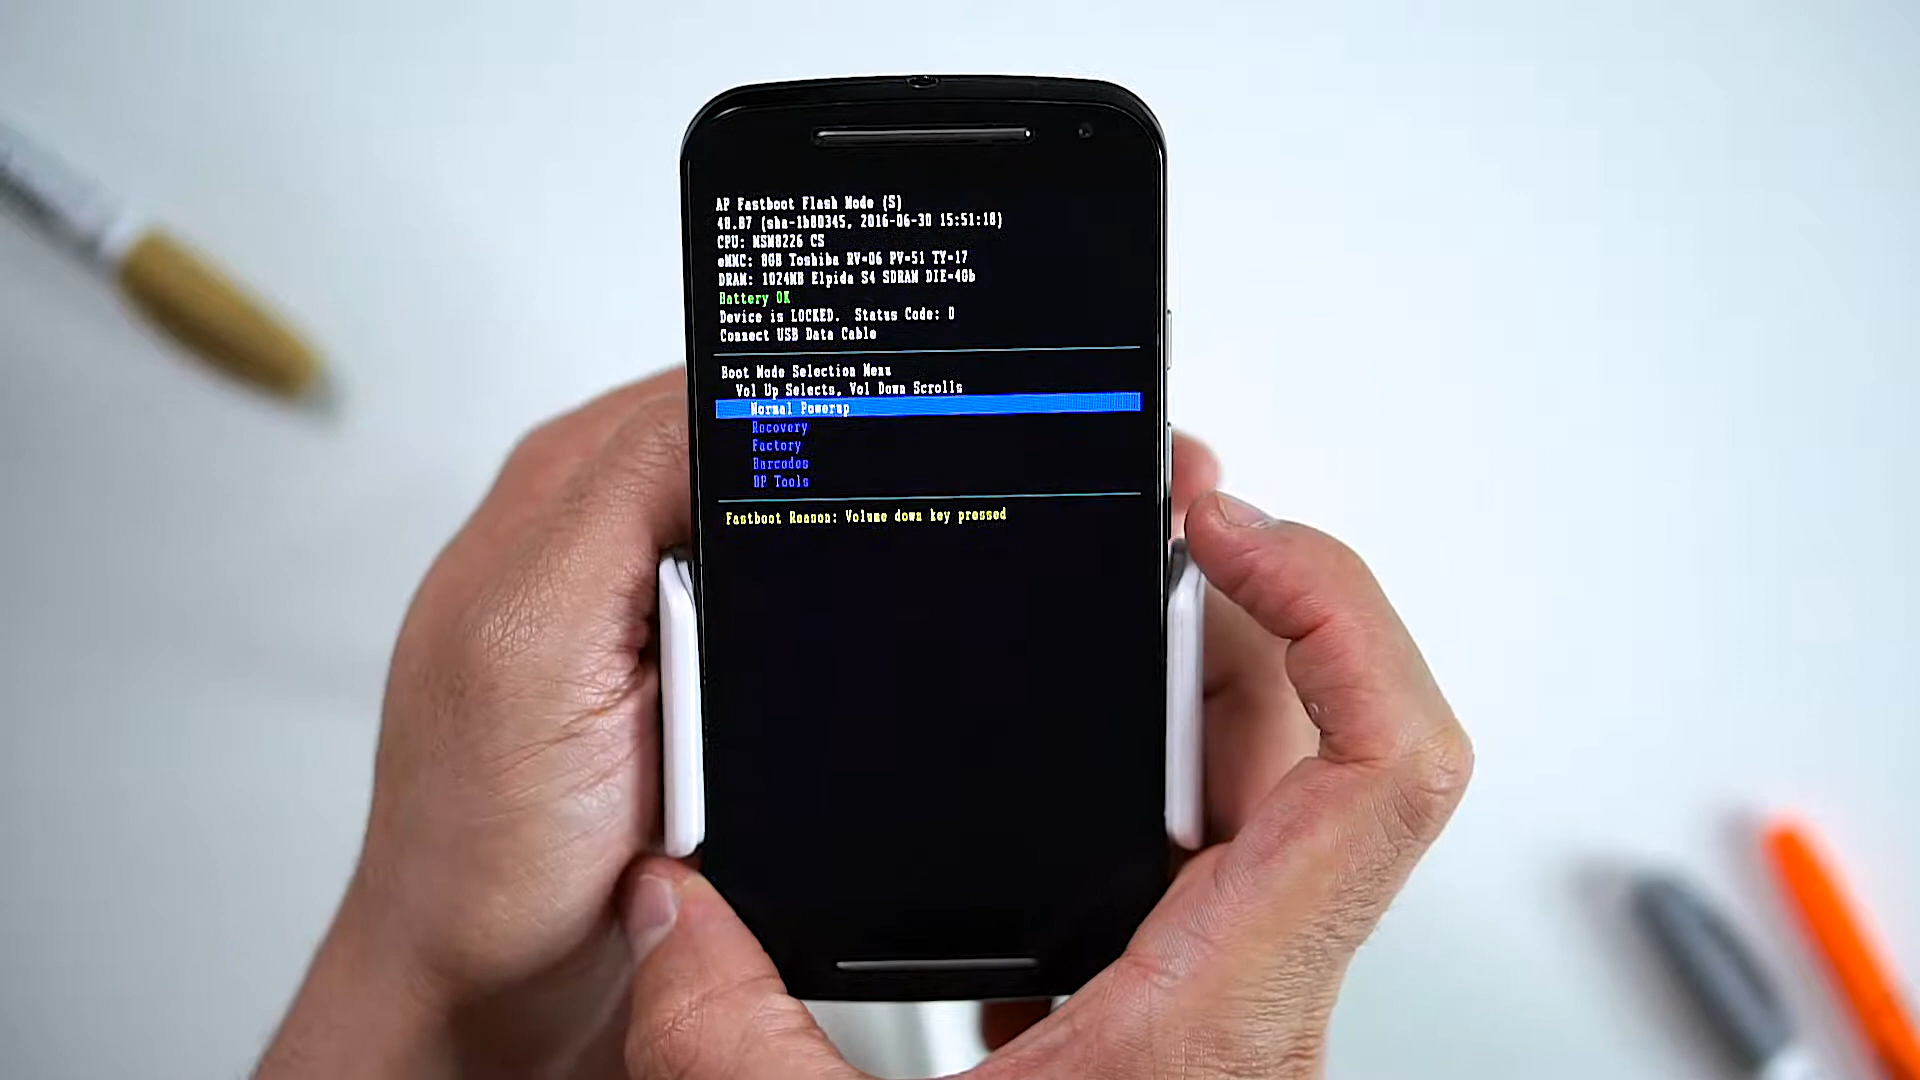 AP Fastboot Flash Mode (S)
48.87 (sha-1b80345, 2016-06-30 15:51:18)
CPU: MSM8226 CS
eMMC: 8GB Toshiba RV=06 PV=51 TY=17
DRAM: 1024MB Elpida S4 SDRAM DIE=4Gb
Battery OK
Device is LOCKED. Status Code: 0
Connect USB Data Cable
Boot Mode Selection Menu
Vol Up Selects, Vol Down Scrolls
Normal Powerup
Recovery
Factory
Barcodes
BP Tools
Fastboot Reason: Volume down key pressed